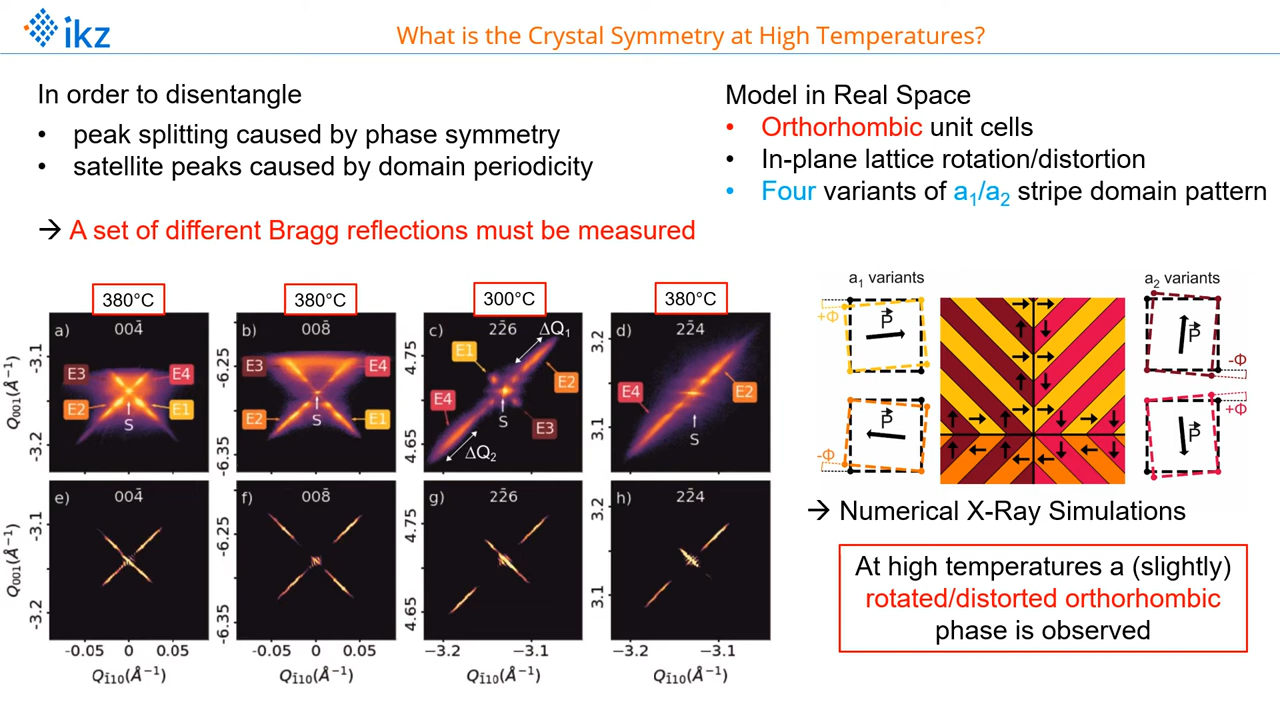 ikz
What is the Crystal Symmetry at High Temperatures?
In order to disentangle
• peak splitting caused by phase symmetry
• satellite peaks caused by domain periodicity
→ A set of different Bragg reflections must be measured
Model in Real Space
• Orthorhombic unit cells
• In-plane lattice rotation/distortion
• Four variants of a₁/a₂ stripe domain pattern
380°C
380°C
300°C
380°C
a) 004̄
E3
E4
E2
E1
S
b) 008̄
E3
E4
E2
E1
S
c) 22̄6
ΔQ₁
E1
E2
E4
E3
S
ΔQ₂
d) 22̄4
E4
E2
S
Q₀₀₁(Å⁻¹)
-3.1
-3.2
-6.25
-6.35
4.75
4.65
3.2
3.1
e) 004̄
f) 008̄
g) 22̄6
h) 22̄4
Q₀₀₁(Å⁻¹)
-3.1
-3.2
-6.25
-6.35
4.75
4.65
3.2
3.1
-0.05 0.00 0.05
-0.05 0.00 0.05
−3.2 −3.1
−3.2 −3.1
Q₁̄₁₀(Å⁻¹)
Q₁̄₁₀(Å⁻¹)
Q₁̄₁₀(Å⁻¹)
Q₁̄₁₀(Å⁻¹)
a₁ variants
a₂ variants
+Φ
P⃗
P⃗
-Φ
-Φ
P⃗
P⃗
+Φ
→ Numerical X-Ray Simulations
At high temperatures a (slightly)
rotated/distorted orthorhombic
phase is observed